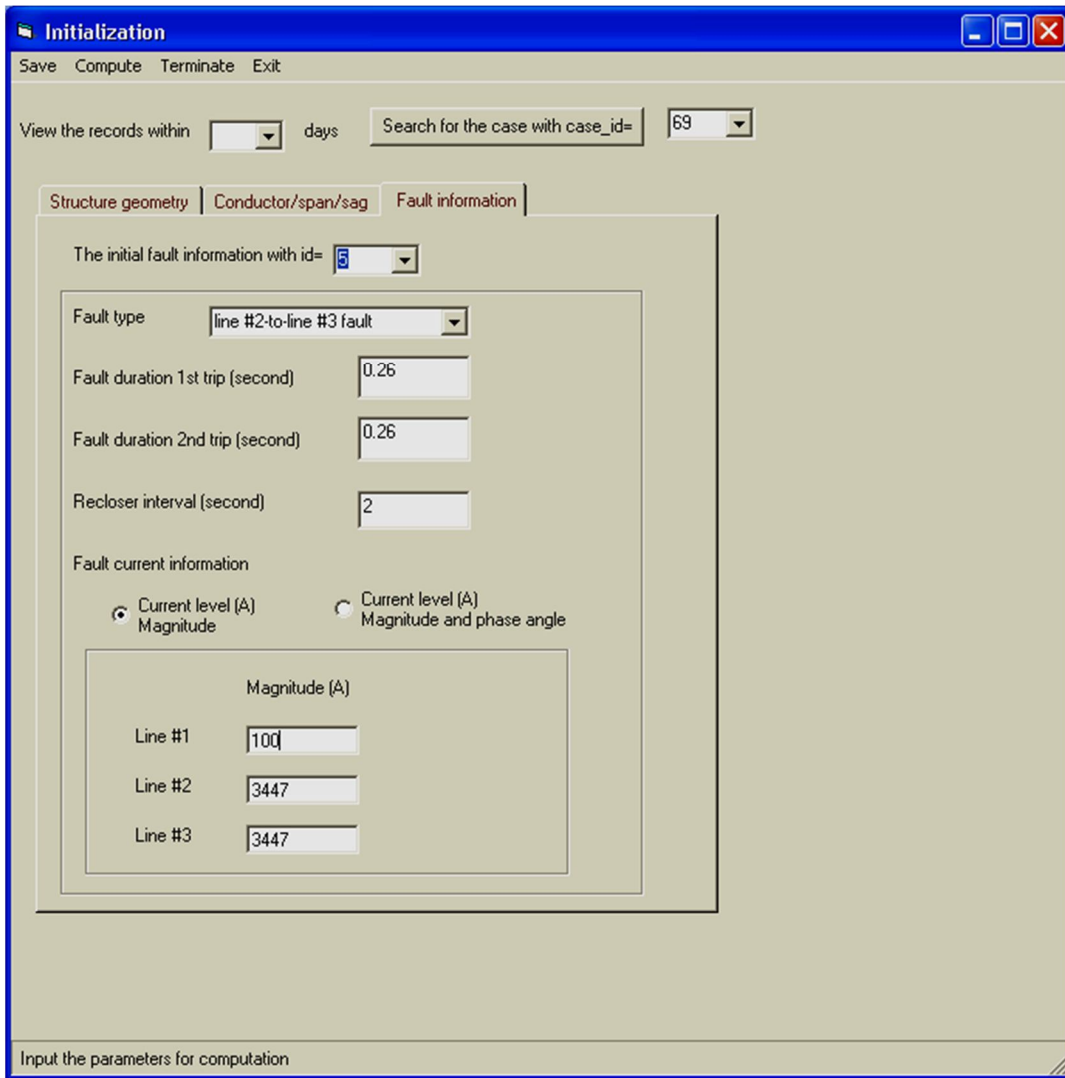 Initialization
Save Compute Terminate Exit
View the records within days Search for the case with case_id= 69
Structure geometry Conductor/span/sag Fault information
The initial fault information with id= 5
Fault type line #2-to-line #3 fault
Fault duration 1st trip (second) 0.26
Fault duration 2nd trip (second) 0.26
Recloser interval (second) 2
Fault current information
Current level (A)
Magnitude
Current level (A)
Magnitude and phase angle
Magnitude (A)
Line #1 100
Line #2 3447
Line #3 3447
Input the parameters for computation